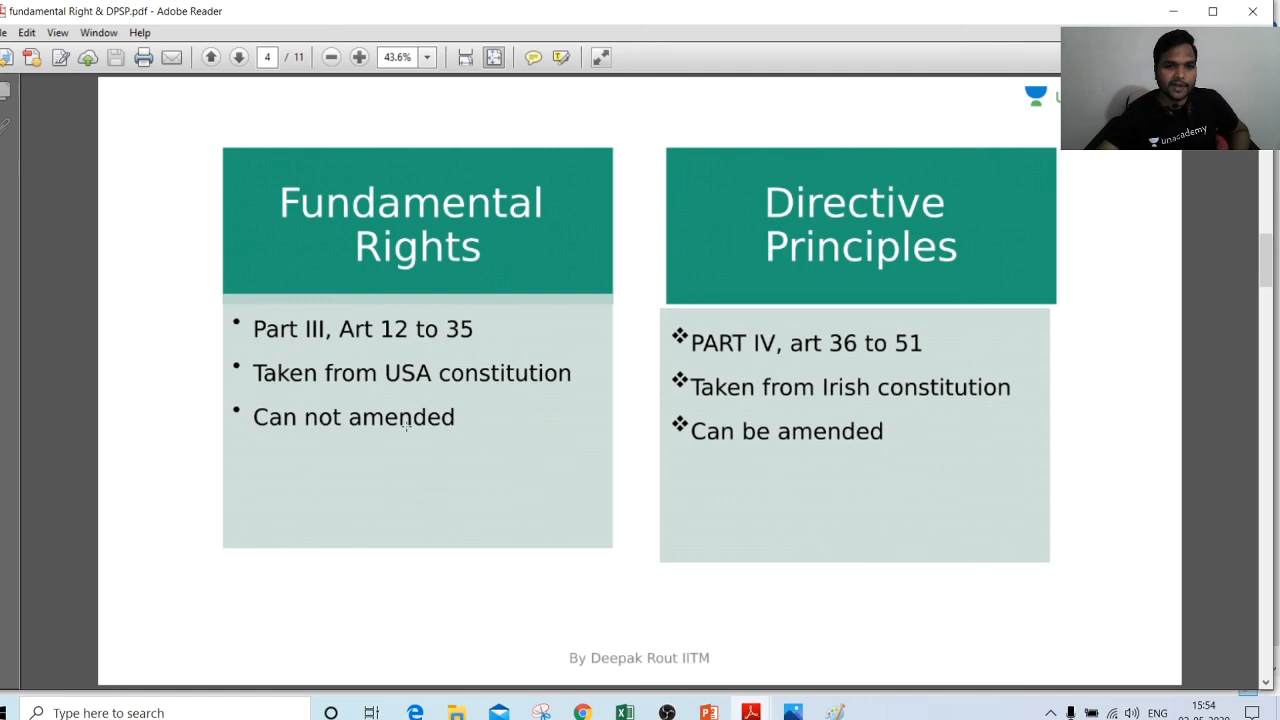 fundamental Right & DPSP.pdf - Adobe Reader
Edit View Window Help
4 / 11 43.6%
unacademy
Fundamental
Rights
Part III, Art 12 to 35
Taken from USA constitution
Can not amended
Directive
Principles
PART IV, art 36 to 51
Taken from Irish constitution
Can be amended
By Deepak Rout IITM
Type here to search
ENG
15:54